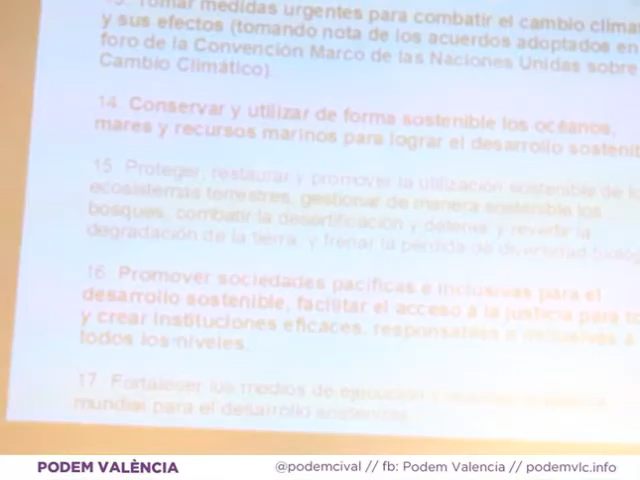 13. Tomar medidas urgentes para combatir el cambio clima
y sus efectos (tomando nota de los acuerdos adoptados en
foro de la Convención Marco de las Naciones Unidas sobre
Cambio Climático)
14. Conservar y utilizar de forma sostenible los océanos,
mares y recursos marinos para lograr el desarrollo sostenit
15. Proteger, restaurar y promover la utilización sostenible de
ecosistemas terrestres, gestionar de manera sostenible los
bosques, combatir la desertificación y detener y revertir la
degradación de la tierra, y frenar la pérdida de diversidad
16. Promover sociedades pacíficas e inclusivas para el
desarrollo sostenible, facilitar el acceso a la justicia para
y crear instituciones eficaces, responsables e inclusivas a
todos los niveles
17. Fortalecer los medios de ejecución
mundial para el desarrollo sostenible
PODEM VALÈNCIA @podemcival // fb: Podem Valencia // podemvlc.info